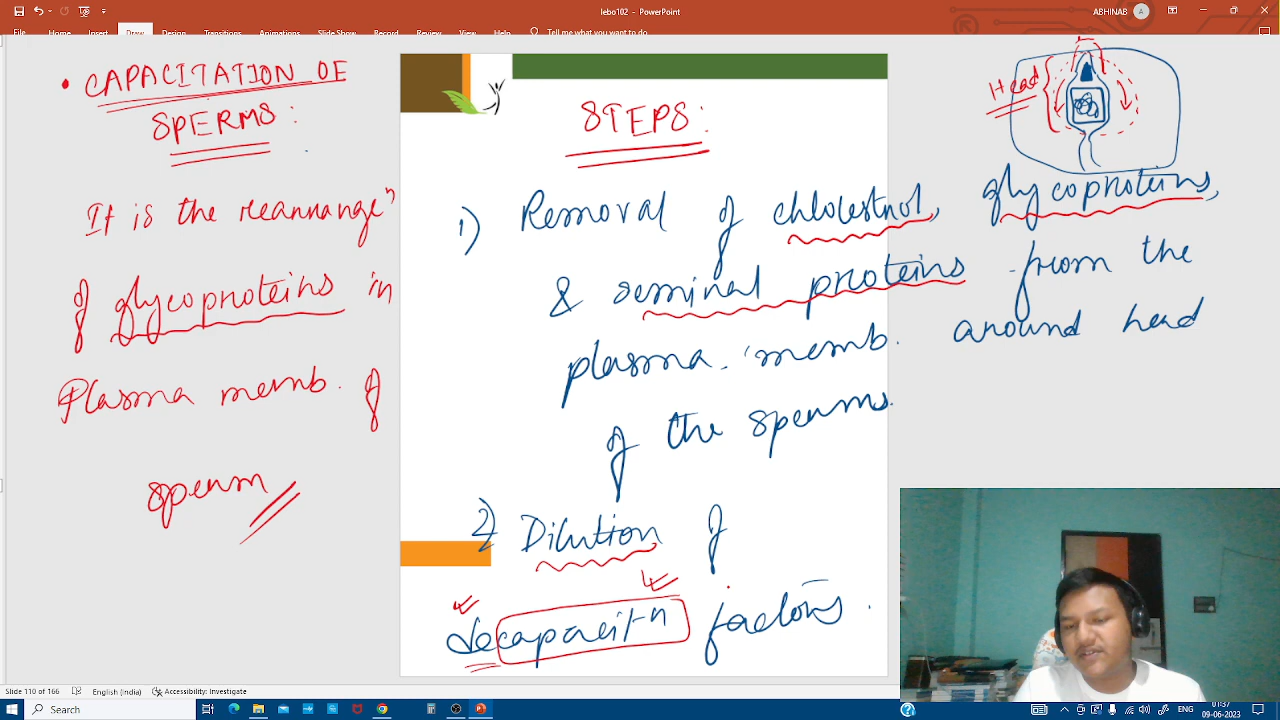 lebo102 - PowerPoint
ABHINAB A
File Home Insert Draw Design Transitions Animations Slide Show Record Review View Help Tell me what you want to do
• CAPACITATION OF
SPERMS :
It is the rearrange"
of glycoproteins in
Plasma memb. of
sperm
STEPS :
1) Removal of chlolestrol, glycoproteins,
& seminal proteins from the
plasma memb. around head
of the sperms.
2) Dilution of
decapacit-n factors.
Head
Slide 110 of 166 English (India) Accessibility: Investigate
Search
ENG
01:37
09-06-2023